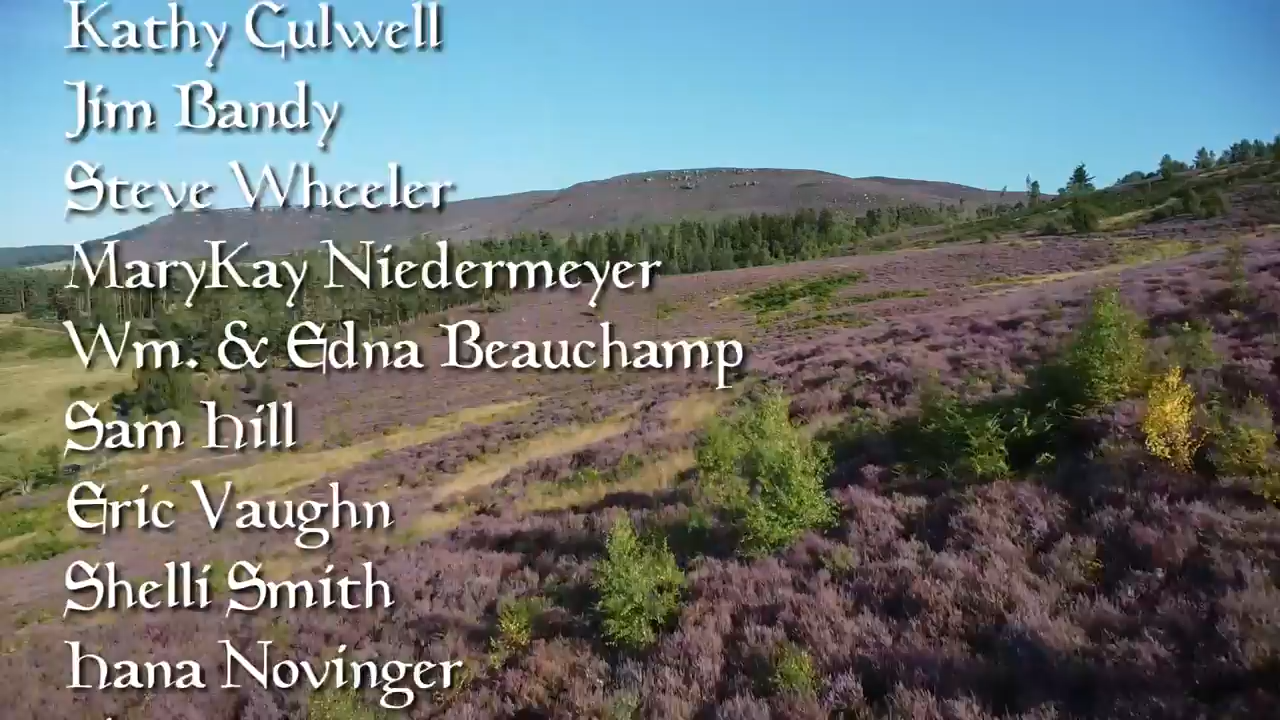 Kathy Culwell
Jim Bandy
Steve Wheeler
MaryKay Niedermeyer
Wm. & Edna Beauchamp
Sam Hill
Eric Vaughn
Shelli Smith
Hana Novinger